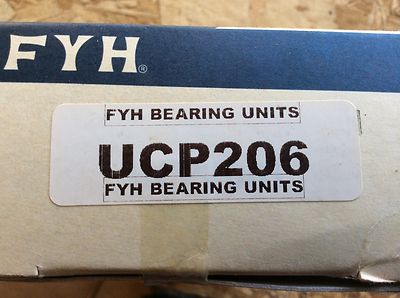 FYH®
FYH BEARING UNITS
UCP206
FYH BEARING UNITS